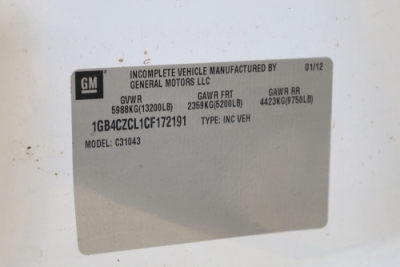 GM
INCOMPLETE VEHICLE MANUFACTURED BY 01/12
GENERAL MOTORS LLC
GVWR GAWR FRT GAWR RR
5988KG(13200LB) 2359KG(5200LB) 4423KG(9750LB)
1GB4CZCL1CF172191 TYPE: INC VEH
MODEL: C31843